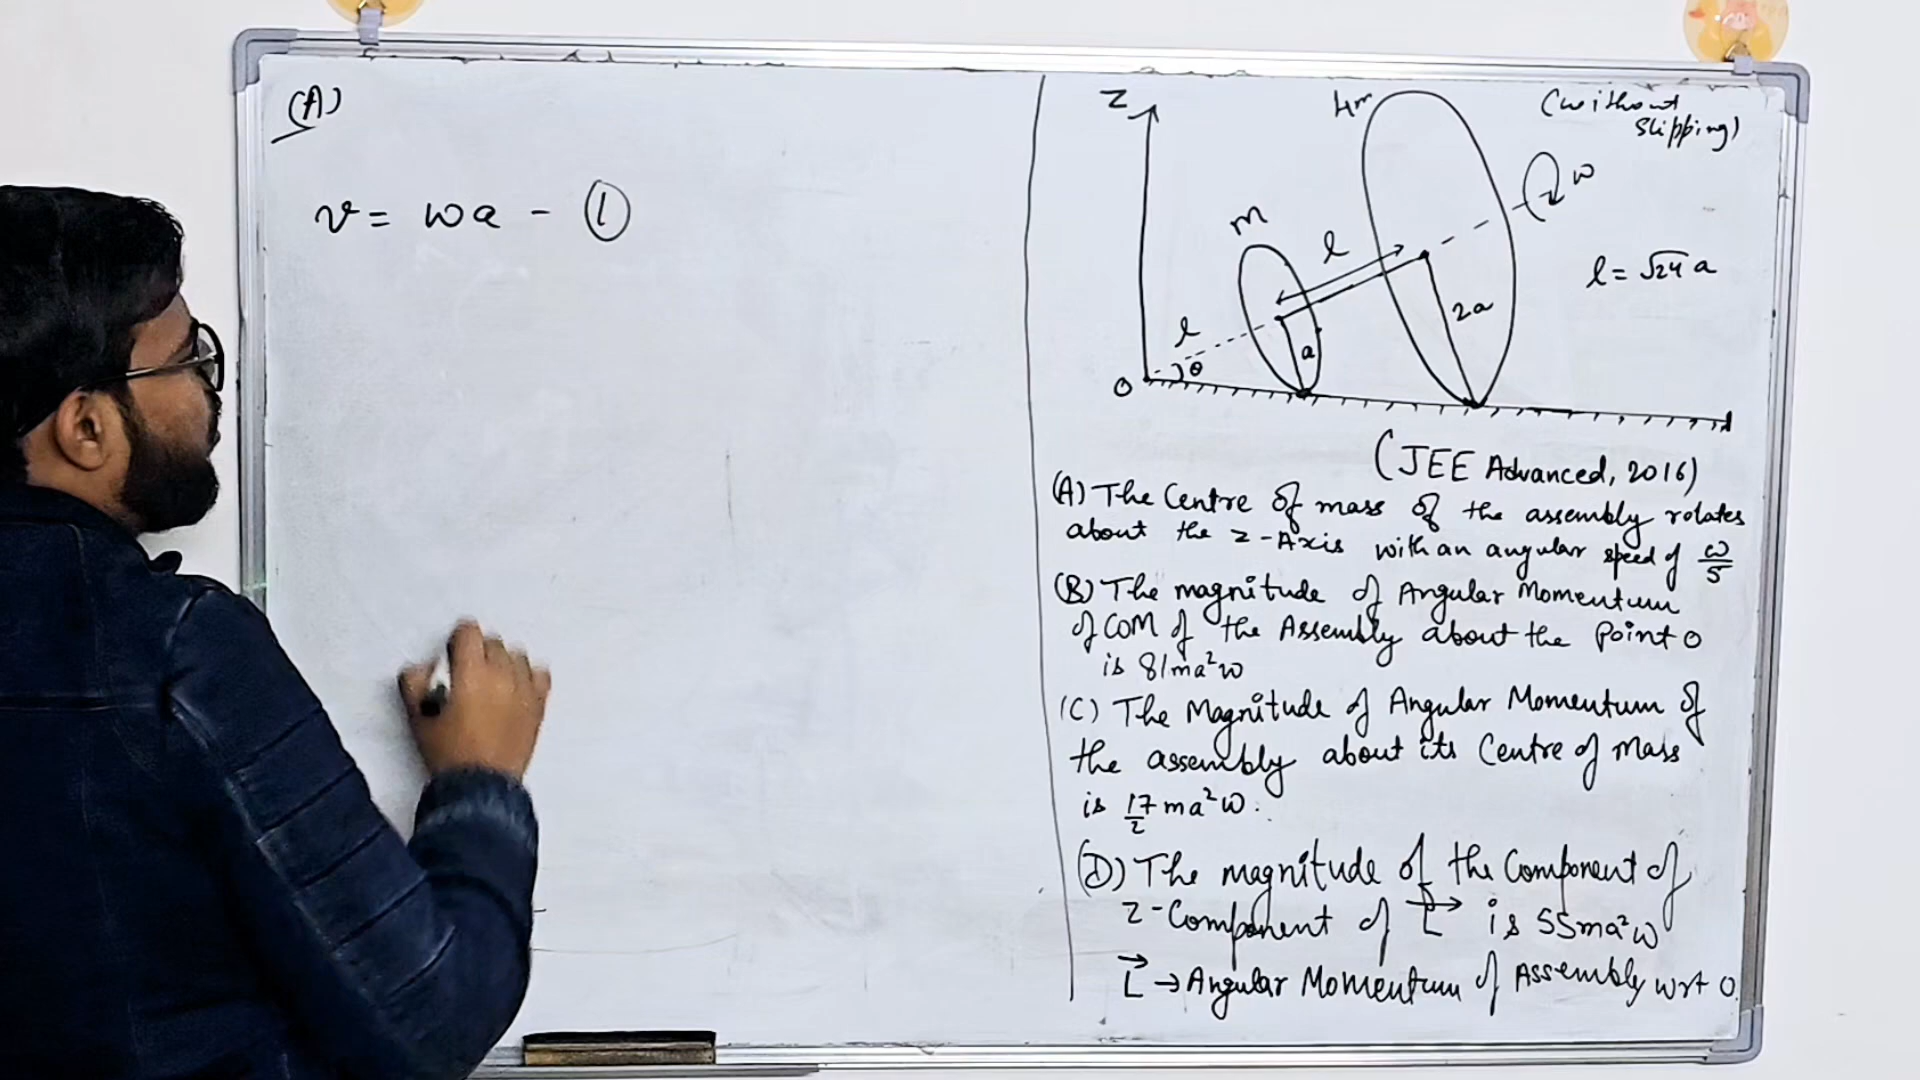 (A)
v = ωa - ①
Z
4m
(without
slipping)
ω
m
l
l = √24 a
2a
l
a
θ
O
(JEE Advanced, 2016)
(A) The Centre of mass of the assembly rotates
about the z-Axis with an angular speed of ω/5
(B) The magnitude of Angular Momentum
of COM of the Assembly about the point O
is 81ma²ω
(C) The Magnitude of Angular Momentum of
the assembly about its Centre of Mass
is 17/2 ma²ω.
(D) The magnitude of the Component of
z-Component of L⃗ is 55ma²ω
L⃗ → Angular Momentum of Assembly wrt O